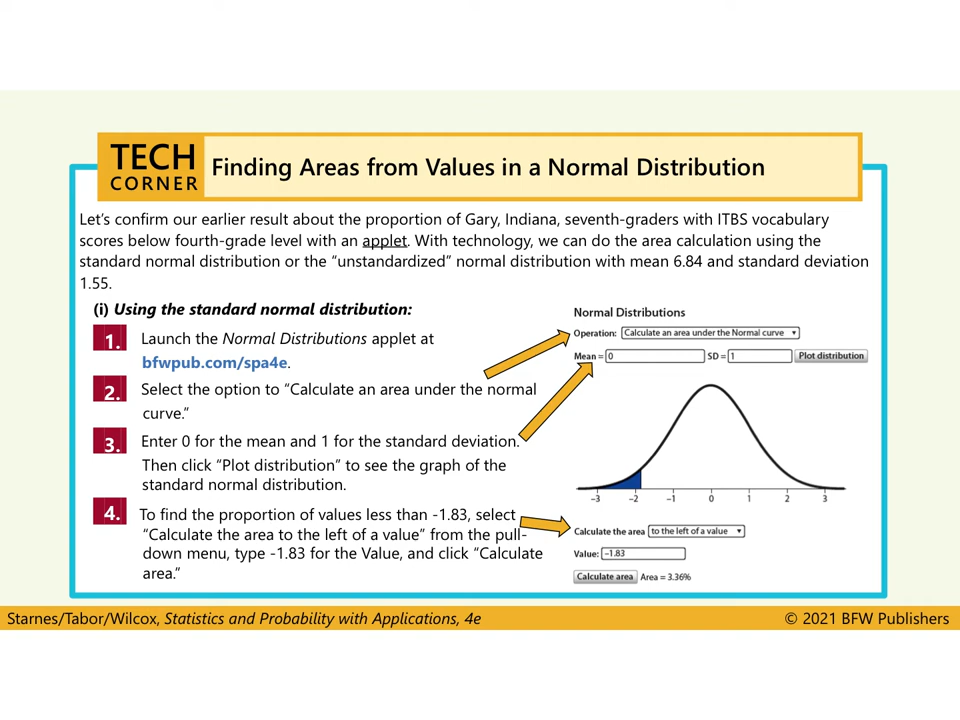 TECH
CORNER
Finding Areas from Values in a Normal Distribution
Let’s confirm our earlier result about the proportion of Gary, Indiana, seventh-graders with ITBS vocabulary
scores below fourth-grade level with an applet. With technology, we can do the area calculation using the
standard normal distribution or the “unstandardized” normal distribution with mean 6.84 and standard deviation
1.55.
(i) Using the standard normal distribution:
1. Launch the Normal Distributions applet at
bfwpub.com/spa4e.
2. Select the option to “Calculate an area under the normal
curve.”
3. Enter 0 for the mean and 1 for the standard deviation.
Then click “Plot distribution” to see the graph of the
standard normal distribution.
4. To find the proportion of values less than -1.83, select
“Calculate the area to the left of a value” from the pull-
down menu, type -1.83 for the Value, and click “Calculate
area.”
Normal Distributions
Operation: Calculate an area under the Normal curve
Mean = 0 SD = 1 Plot distribution
−3 −2 −1 0 1 2 3
Calculate the area to the left of a value
Value: −1.83
Calculate area Area = 3.36%
Starnes/Tabor/Wilcox, Statistics and Probability with Applications, 4e © 2021 BFW Publishers